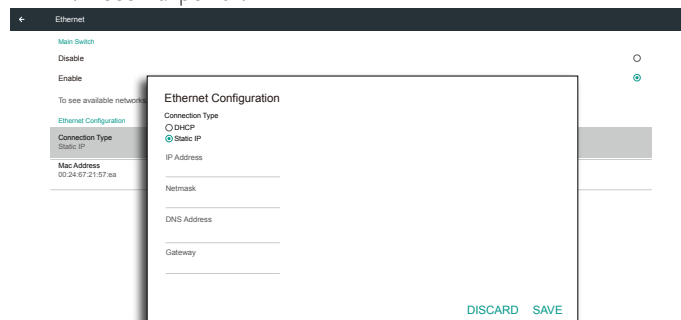 Ethernet
Main Switch
Disable
Enable
To see available networks
Ethernet Configuration
Connection Type
Static IP
Mac Address
00:24:67:21:57:ea
Ethernet Configuration
Connection Type
DHCP
Static IP
IP Address
Netmask
DNS Address
Gateway
DISCARD SAVE